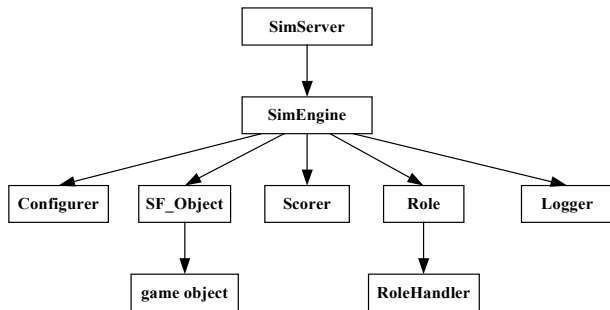 SimServer
SimEngine
Configurer
SF_Object
Scorer
Role
Logger
game object
RoleHandler